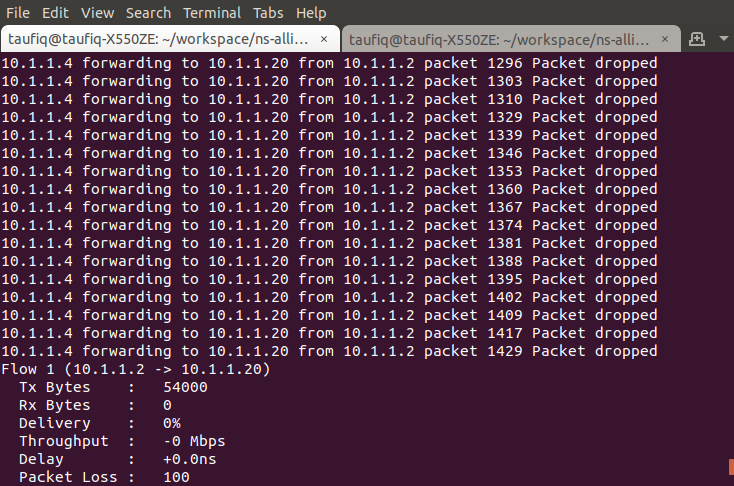 File Edit View Search Terminal Tabs Help
taufiq@taufiq-X550ZE: ~/workspace/ns-alli... × taufiq@taufiq-X550ZE: ~/workspace/ns-alli... ×
10.1.1.4 forwarding to 10.1.1.20 from 10.1.1.2 packet 1296 Packet dropped
10.1.1.4 forwarding to 10.1.1.20 from 10.1.1.2 packet 1303 Packet dropped
10.1.1.4 forwarding to 10.1.1.20 from 10.1.1.2 packet 1310 Packet dropped
10.1.1.4 forwarding to 10.1.1.20 from 10.1.1.2 packet 1329 Packet dropped
10.1.1.4 forwarding to 10.1.1.20 from 10.1.1.2 packet 1339 Packet dropped
10.1.1.4 forwarding to 10.1.1.20 from 10.1.1.2 packet 1346 Packet dropped
10.1.1.4 forwarding to 10.1.1.20 from 10.1.1.2 packet 1353 Packet dropped
10.1.1.4 forwarding to 10.1.1.20 from 10.1.1.2 packet 1360 Packet dropped
10.1.1.4 forwarding to 10.1.1.20 from 10.1.1.2 packet 1367 Packet dropped
10.1.1.4 forwarding to 10.1.1.20 from 10.1.1.2 packet 1374 Packet dropped
10.1.1.4 forwarding to 10.1.1.20 from 10.1.1.2 packet 1381 Packet dropped
10.1.1.4 forwarding to 10.1.1.20 from 10.1.1.2 packet 1388 Packet dropped
10.1.1.4 forwarding to 10.1.1.20 from 10.1.1.2 packet 1395 Packet dropped
10.1.1.4 forwarding to 10.1.1.20 from 10.1.1.2 packet 1402 Packet dropped
10.1.1.4 forwarding to 10.1.1.20 from 10.1.1.2 packet 1409 Packet dropped
10.1.1.4 forwarding to 10.1.1.20 from 10.1.1.2 packet 1417 Packet dropped
10.1.1.4 forwarding to 10.1.1.20 from 10.1.1.2 packet 1429 Packet dropped
Flow 1 (10.1.1.2 -> 10.1.1.20)
  Tx Bytes    :   54000
  Rx Bytes    :   0
  Delivery    :   0%
  Throughput  :   -0 Mbps
  Delay       :   +0.0ns
  Packet Loss :   100